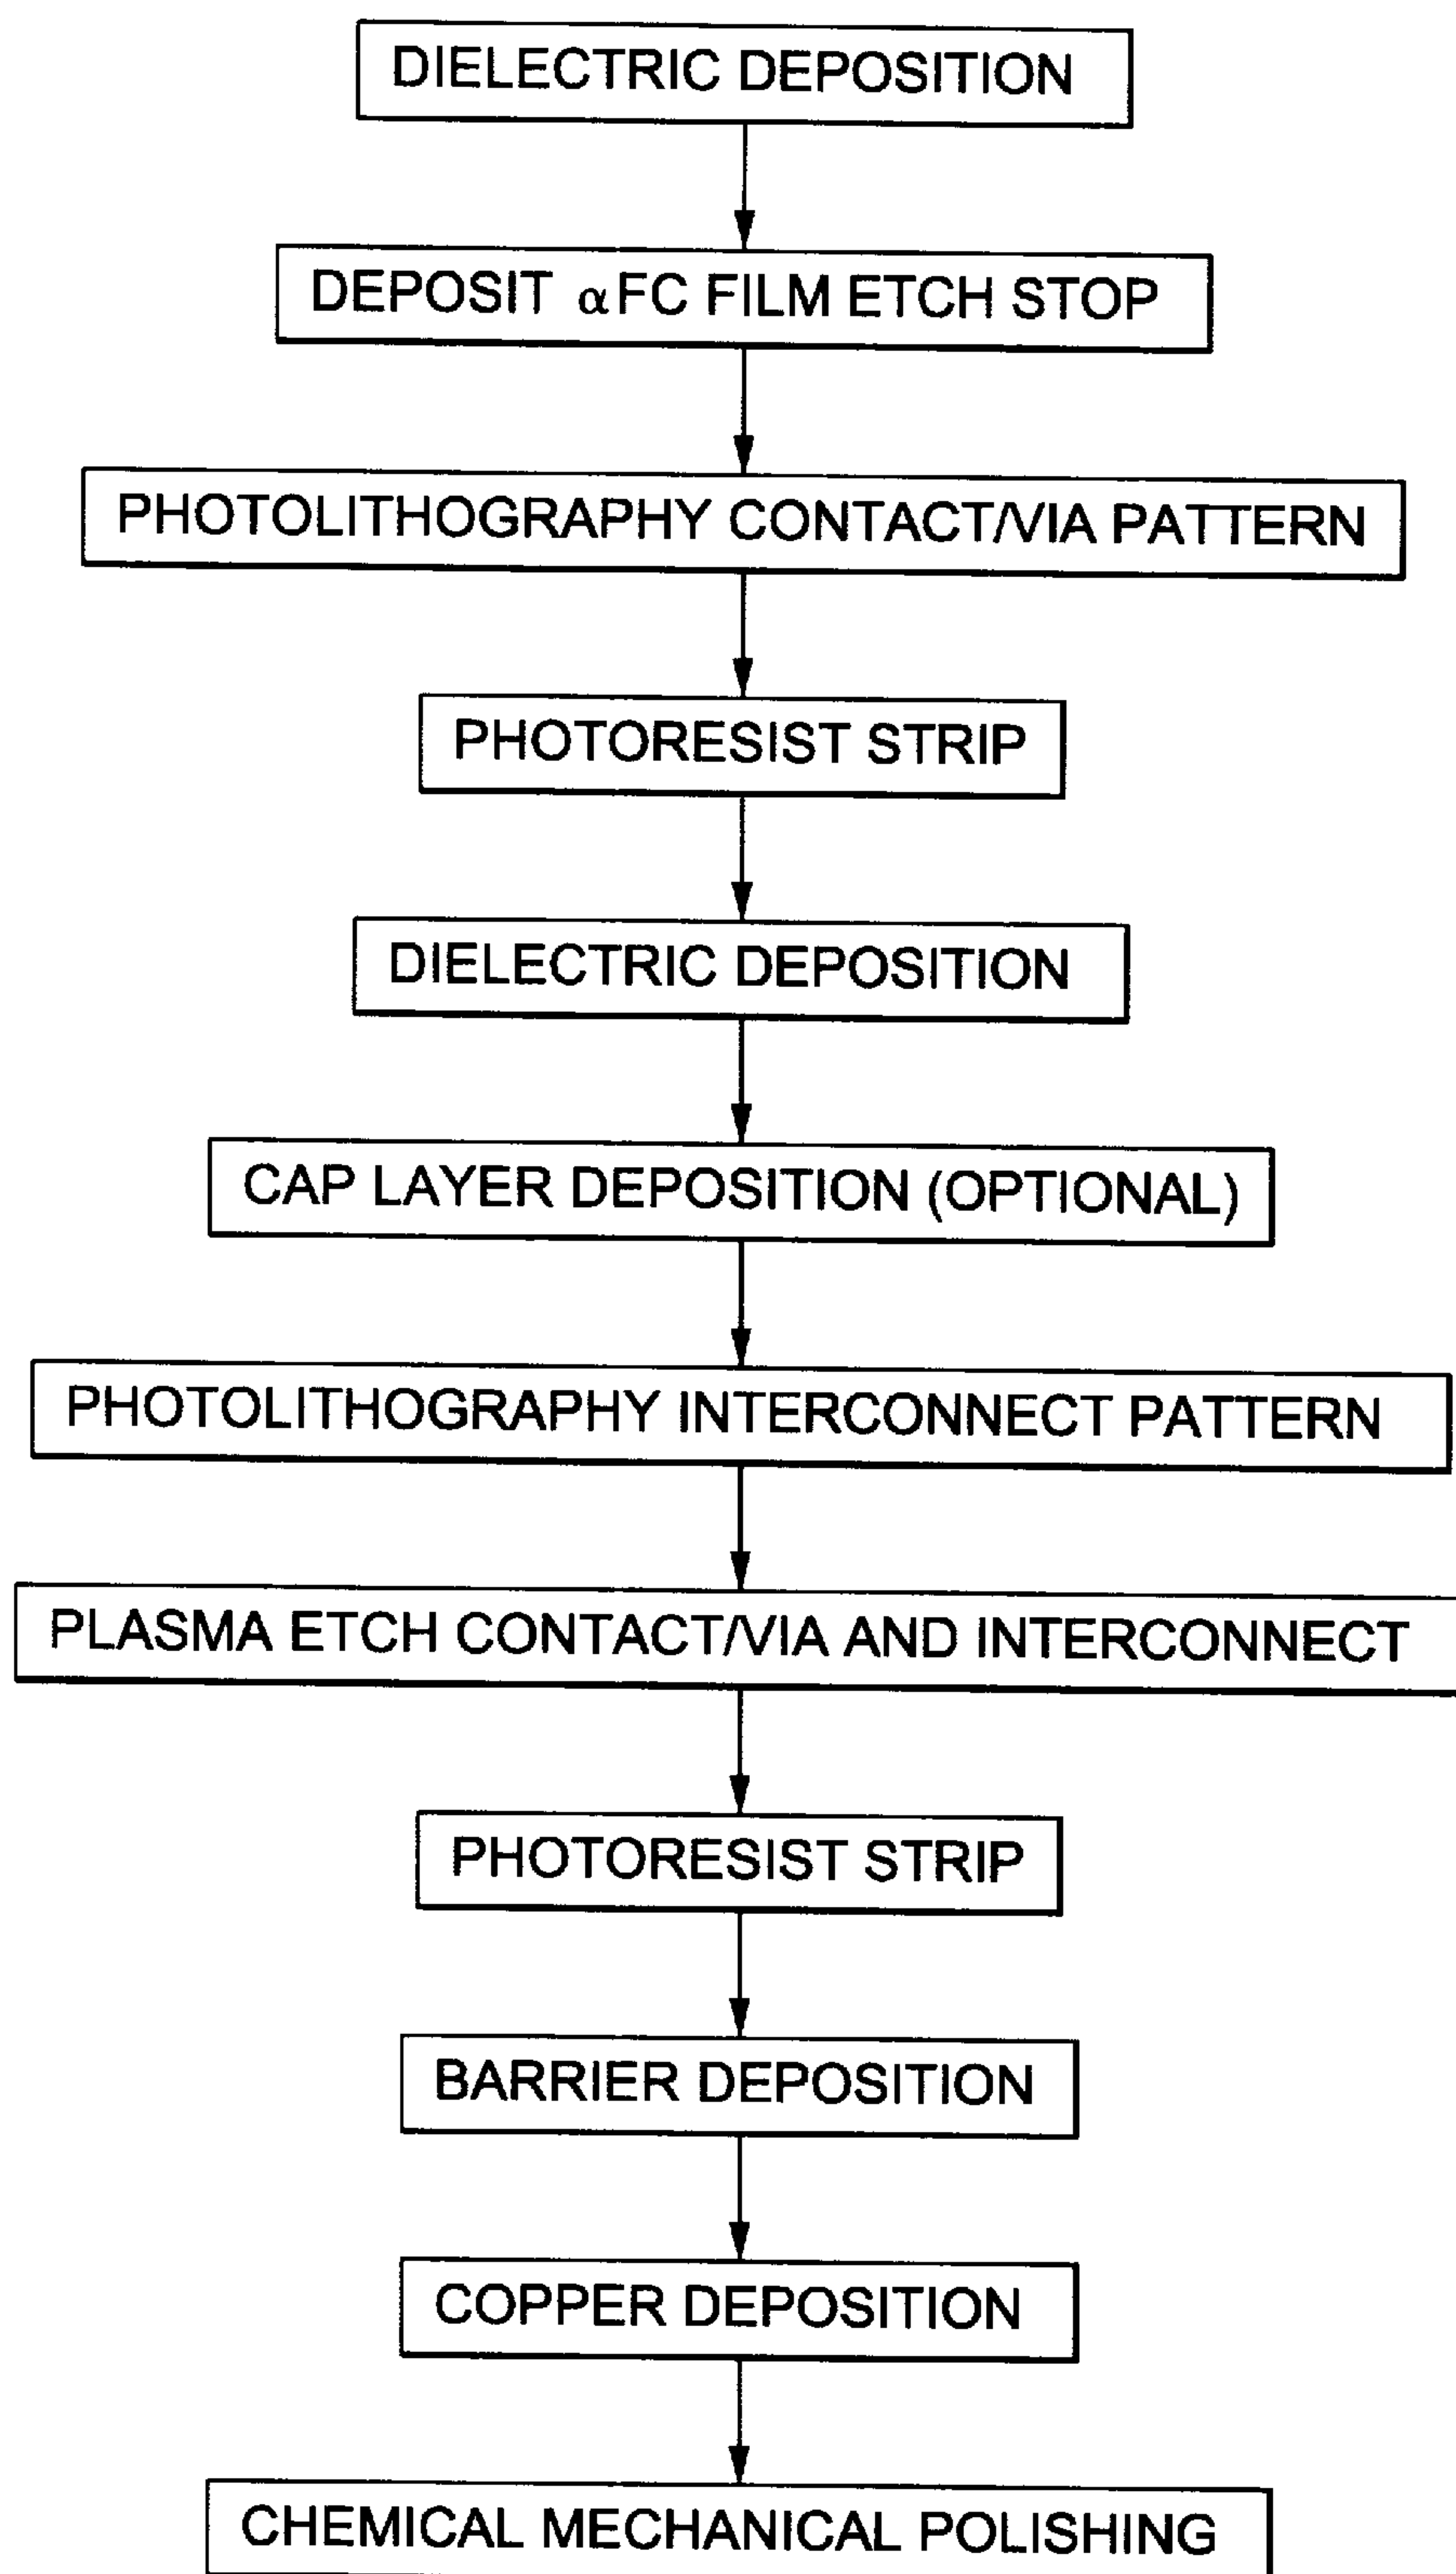 DIELECTRIC DEPOSITION
DEPOSIT αFC FILM ETCH STOP
PHOTOLITHOGRAPHY CONTACT/VIA PATTERN
PHOTORESIST STRIP
DIELECTRIC DEPOSITION
CAP LAYER DEPOSITION (OPTIONAL)
PHOTOLITHOGRAPHY INTERCONNECT PATTERN
PLASMA ETCH CONTACT/VIA AND INTERCONNECT
PHOTORESIST STRIP
BARRIER DEPOSITION
COPPER DEPOSITION
CHEMICAL MECHANICAL POLISHING